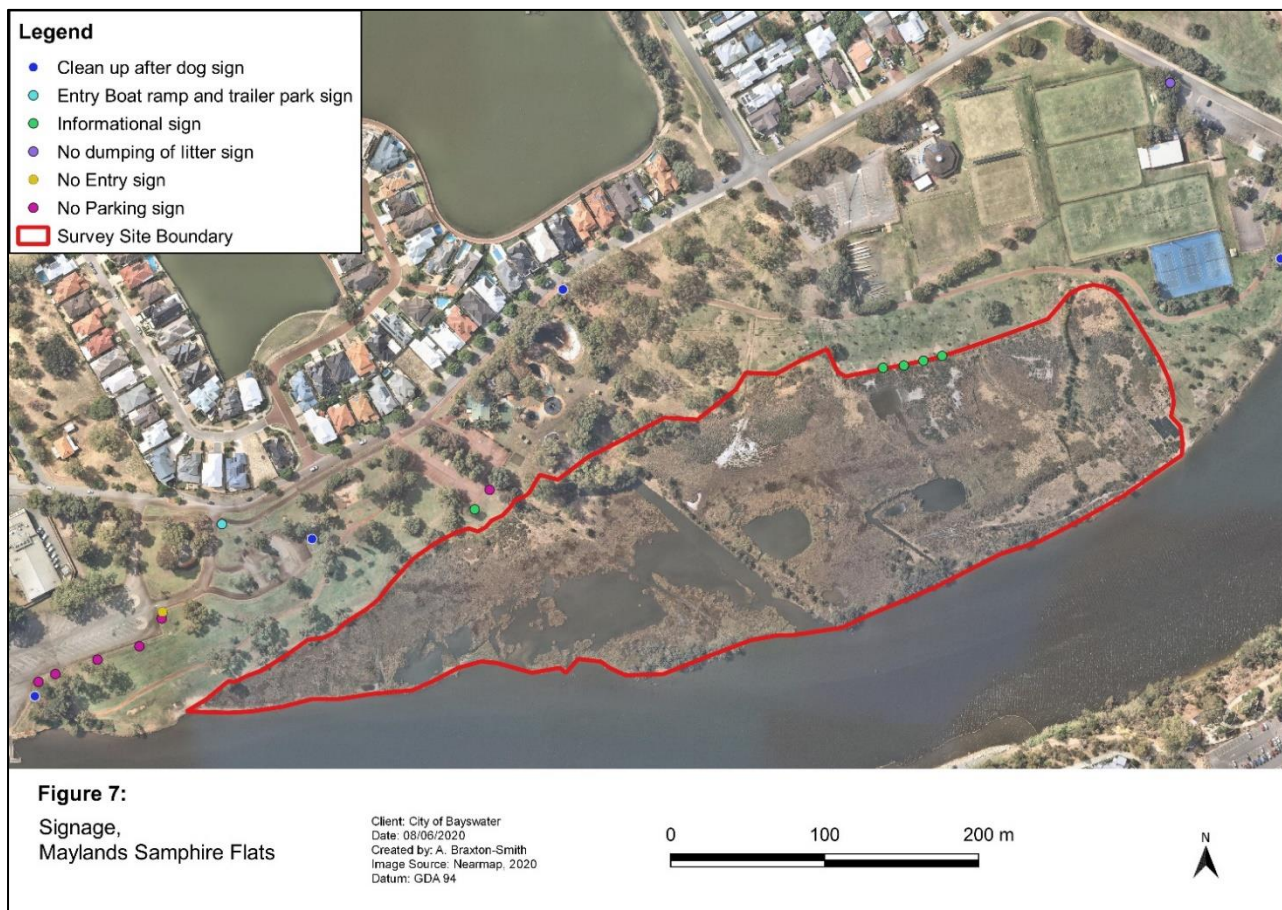 Legend
Clean up after dog sign
Entry Boat ramp and trailer park sign
Informational sign
No dumping of litter sign
No Entry sign
No Parking sign
Survey Site Boundary
Figure 7:
Signage,
Maylands Samphire Flats
Client: City of Bayswater
Date: 08/06/2020
Created by: A. Braxton-Smith
Image Source: Nearmap, 2020
Datum: GDA 94
0 100 200 m
N